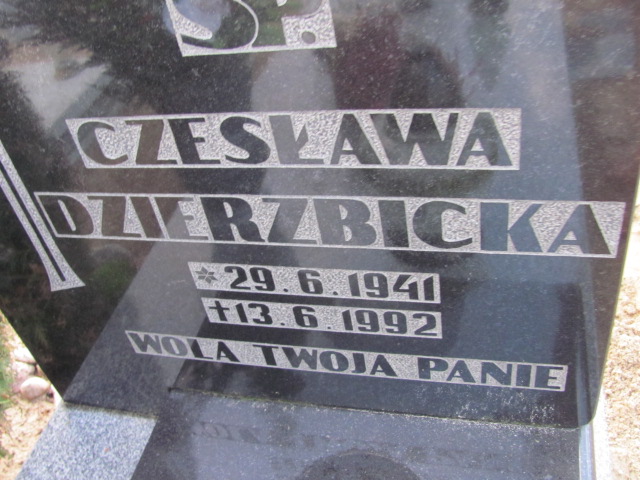 Ś.P.
CZESŁAWA
DZIERZBICKA
* 29.6.1941
† 13.6.1992
WOLA TWOJA PANIE